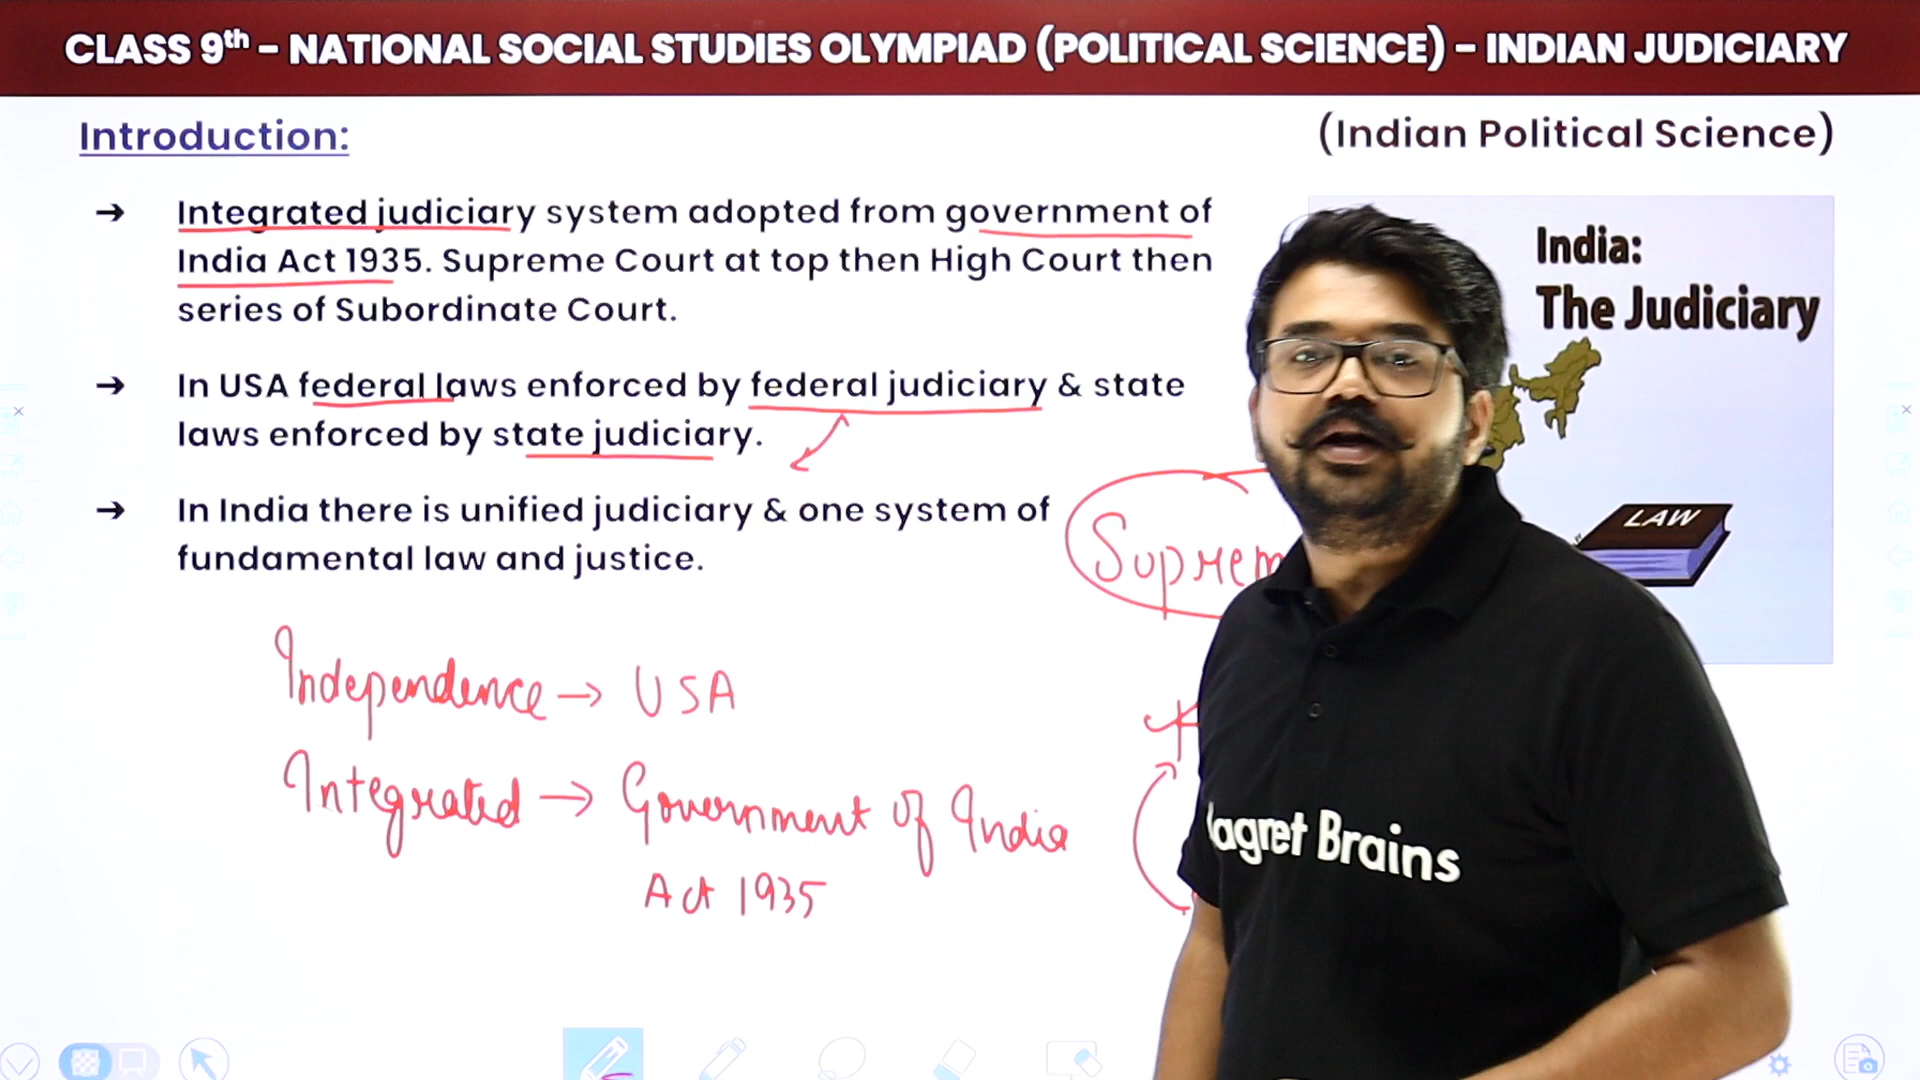 CLASS 9th – NATIONAL SOCIAL STUDIES OLYMPIAD (POLITICAL SCIENCE) – INDIAN JUDICIARY
Introduction:
(Indian Political Science)
➔ Integrated judiciary system adopted from government of
India Act 1935. Supreme Court at top then High Court then
series of Subordinate Court.
➔ In USA federal laws enforced by federal judiciary & state
laws enforced by state judiciary.
➔ In India there is unified judiciary & one system of
fundamental law and justice.
India:
The Judiciary
LAW
Suprem
Independence → USA
Integrated → Government of India
Act 1935
agret Brains